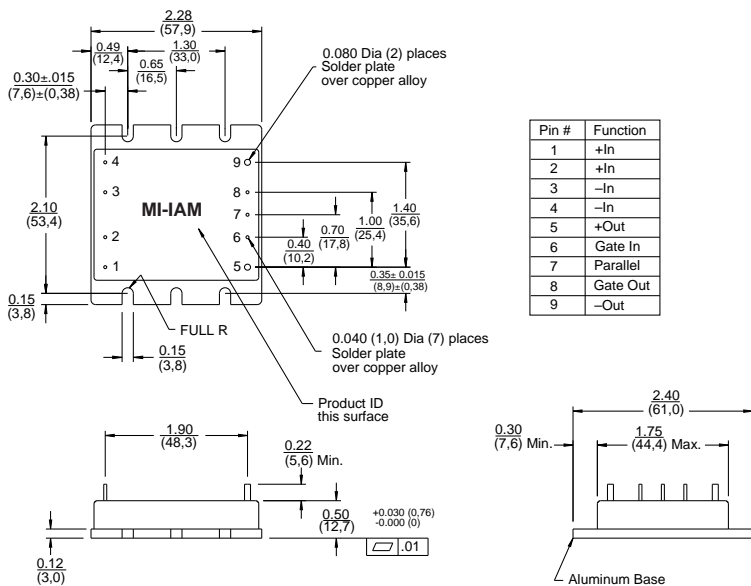 2.28
(57,9)
0.49
(12,4)
1.30
(33,0)
0.65
(16,5)
0.30±.015
(7,6)±(0,38)
0.080 Dia (2) places
Solder plate
over copper alloy
4
3
2
1
MI-IAM
9
8
7
6
5
2.10
(53,4)
0.15
(3,8)
0.40
(10,2)
0.70
(17,8)
1.00
(25,4)
1.40
(35,6)
0.35± 0.015
(8,9)±(0,38)
FULL R
0.15
(3,8)
0.040 (1,0) Dia (7) places
Solder plate
over copper alloy
Product ID
this surface
Pin # Function
1 +In
2 +In
3 –In
4 –In
5 +Out
6 Gate In
7 Parallel
8 Gate Out
9 –Out
1.90
(48,3)
0.22
(5,6) Min.
0.50
(12,7)
+0.030 (0,76)
-0.000 (0)
.01
0.12
(3,0)
2.40
(61,0)
0.30
(7,6) Min.
1.75
(44,4) Max.
Aluminum Base